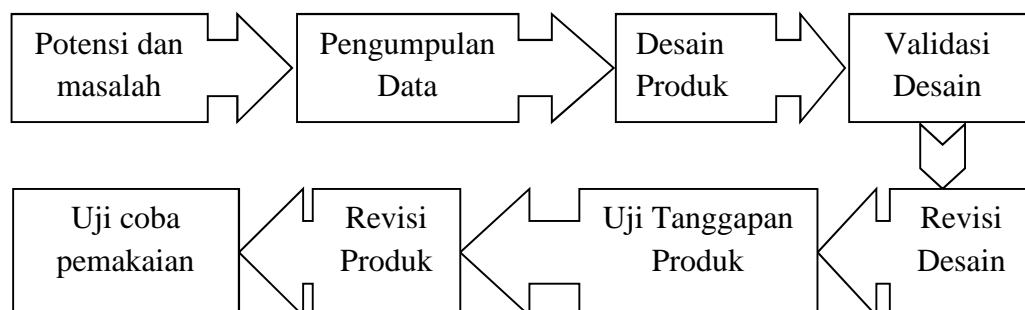 Potensi dan
masalah
Pengumpulan
Data
Desain
Produk
Validasi
Desain
Uji coba
pemakaian
Revisi
Produk
Uji Tanggapan
Produk
Revisi
Desain